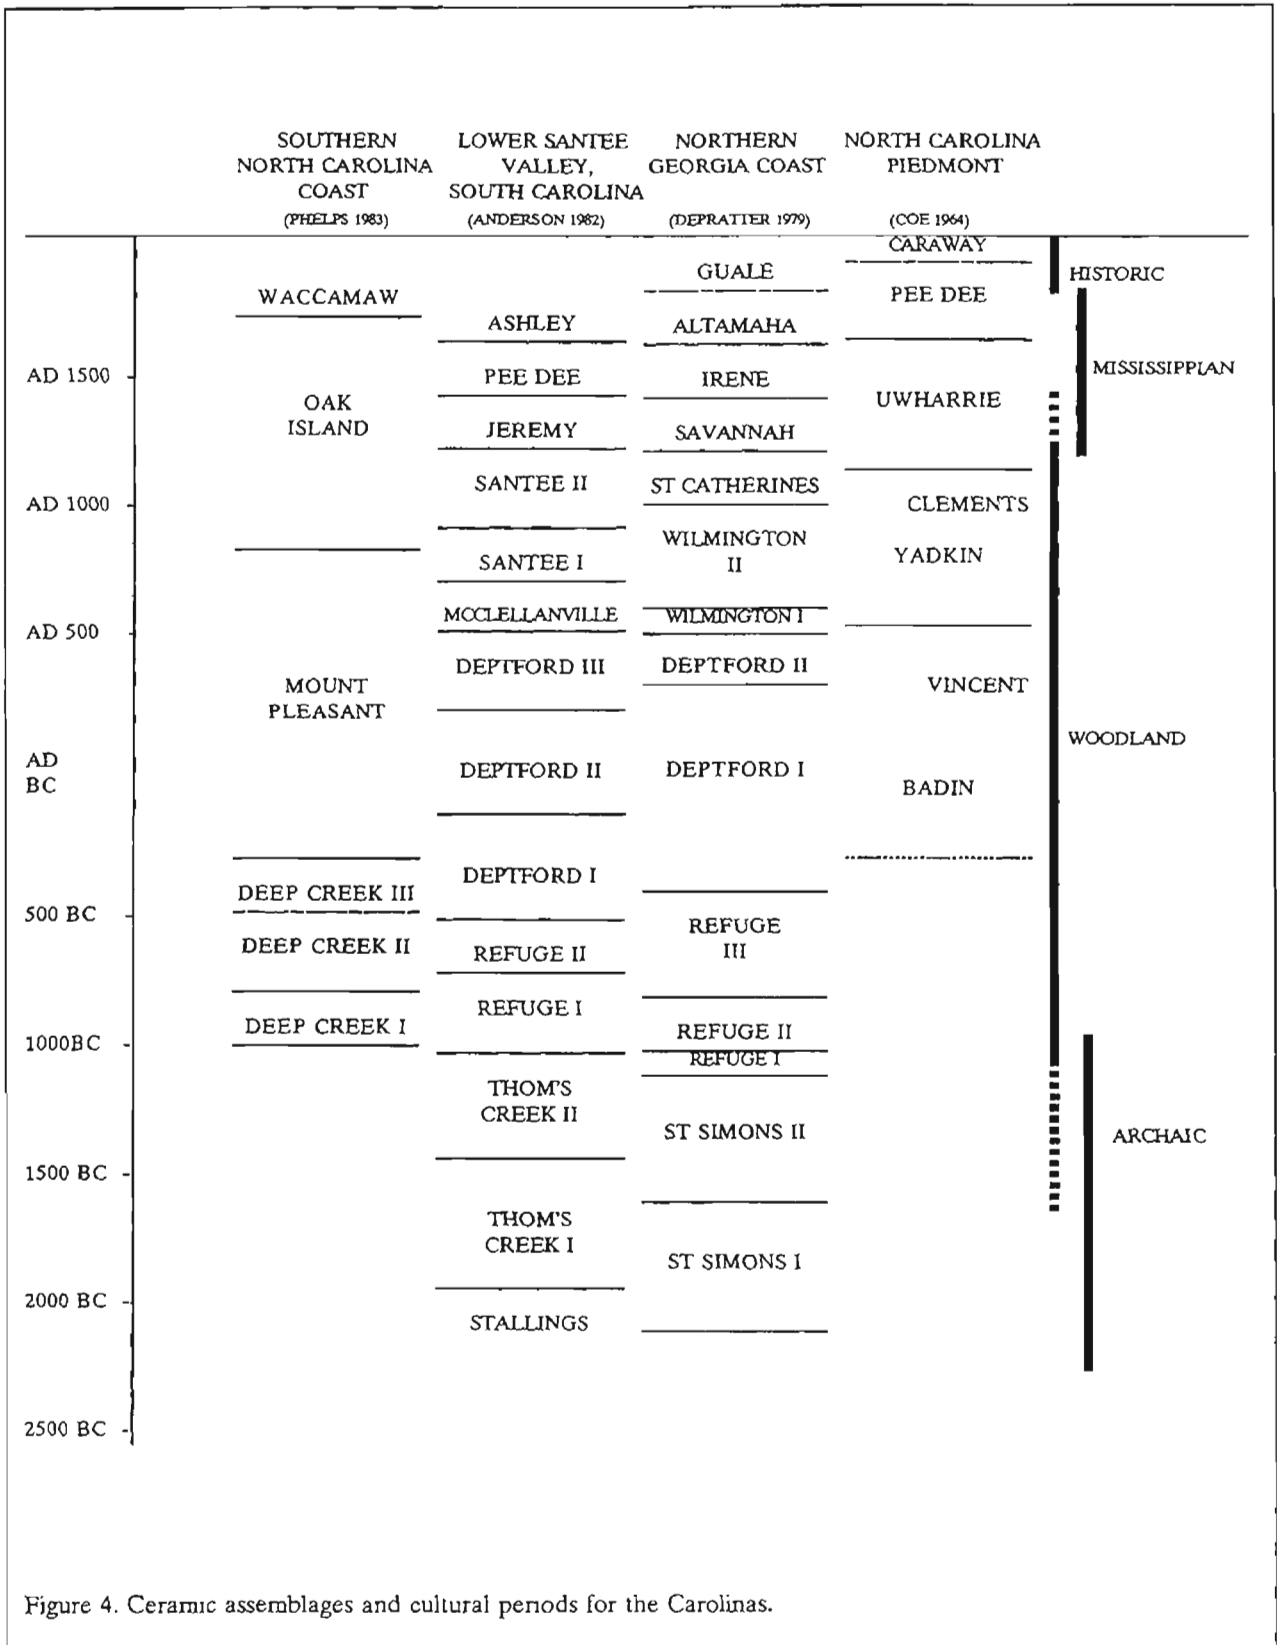 SOUTHERN
NORTH CAROLINA
COAST
(PHELPS 1983)
LOWER SANTEE
VALLEY,
SOUTH CAROLINA
(ANDERSON 1982)
NORTHERN
GEORGIA COAST
(DEPRATTER 1979)
NORTH CAROLINA
PIEDMONT
(COE 1964)
AD 1500
AD 1000
AD 500
AD
BC
500 BC
1000BC
1500 BC
2000 BC
2500 BC
WACCAMAW
OAK
ISLAND
MOUNT
PLEASANT
DEEP CREEK III
DEEP CREEK II
DEEP CREEK I
ASHLEY
PEE DEE
JEREMY
SANTEE II
SANTEE I
MCCLELLANVILLE
DEPTFORD III
DEPTFORD II
DEPTFORD I
REFUGE II
REFUGE I
THOM'S
CREEK II
THOM'S
CREEK I
STALLINGS
GUALE
ALTAMAHA
IRENE
SAVANNAH
ST CATHERINES
WILMINGTON
II
WILMINGTON I
DEPTFORD II
DEPTFORD I
REFUGE
III
REFUGE II
REFUGE I
ST SIMONS II
ST SIMONS I
CARAWAY
PEE DEE
UWHARRIE
CLEMENTS
YADKIN
VINCENT
BADIN
HISTORIC
MISSISSIPPIAN
WOODLAND
ARCHAIC
Figure 4. Ceramic assemblages and cultural periods for the Carolinas.